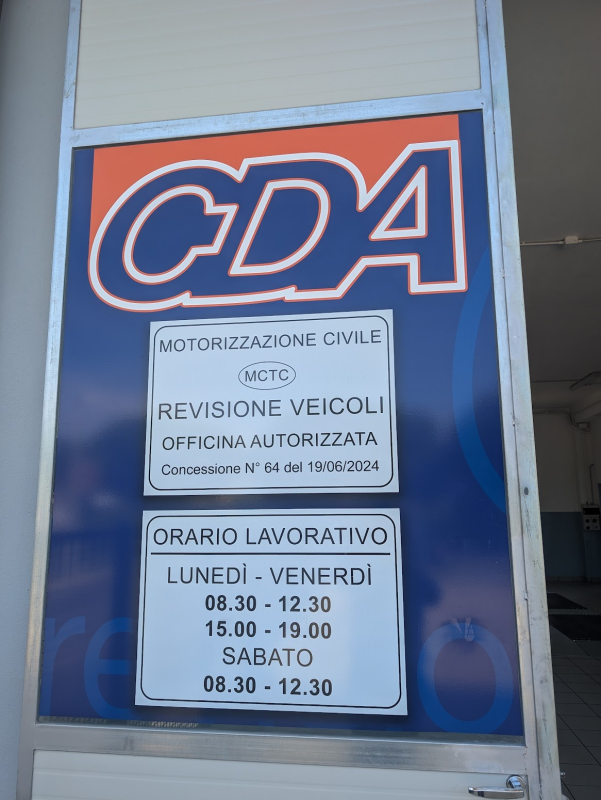 CDA
MOTORIZZAZIONE CIVILE
MCTC
REVISIONE VEICOLI
OFFICINA AUTORIZZATA
Concessione N° 64 del 19/06/2024
ORARIO LAVORATIVO
LUNEDÌ - VENERDÌ
08.30 - 12.30
15.00 - 19.00
SABATO
08.30 - 12.30